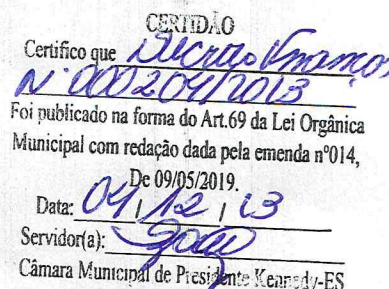 CERTIDÃO
Certifico que Decreto
Nº 000204/2013
Foi publicado na forma do Art.69 da Lei Orgânica
Municipal com redação dada pela emenda nº014,
De 09/05/2019.
Data: 04 / 12 / 13
Servidor(a):
Câmara Municipal de Presidente Kennedy-ES